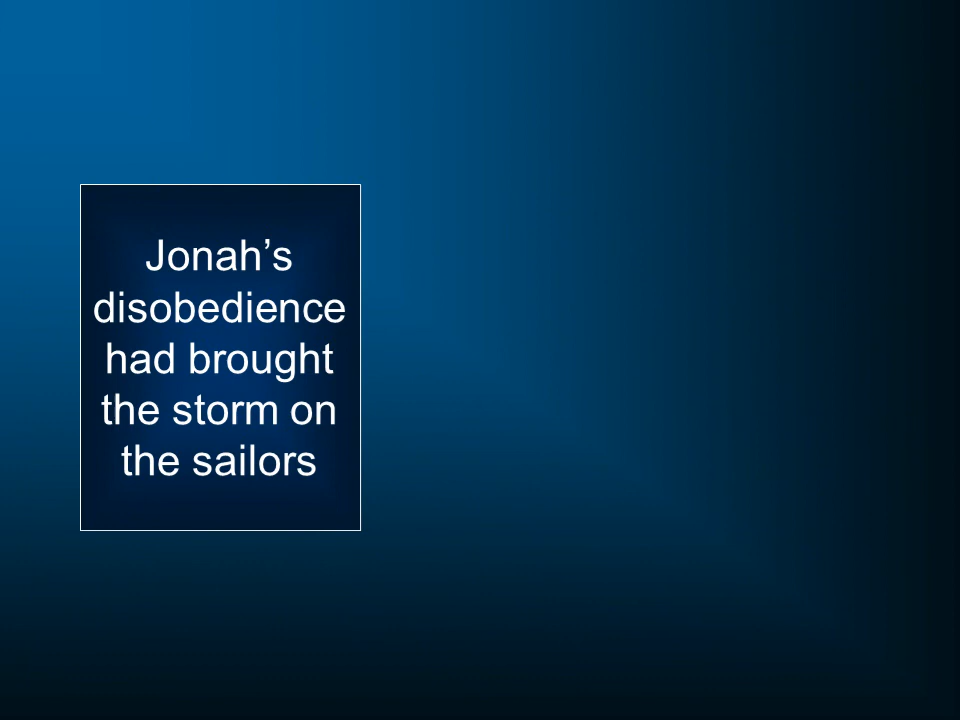 Jonah’s
disobedience
had brought
the storm on
the sailors